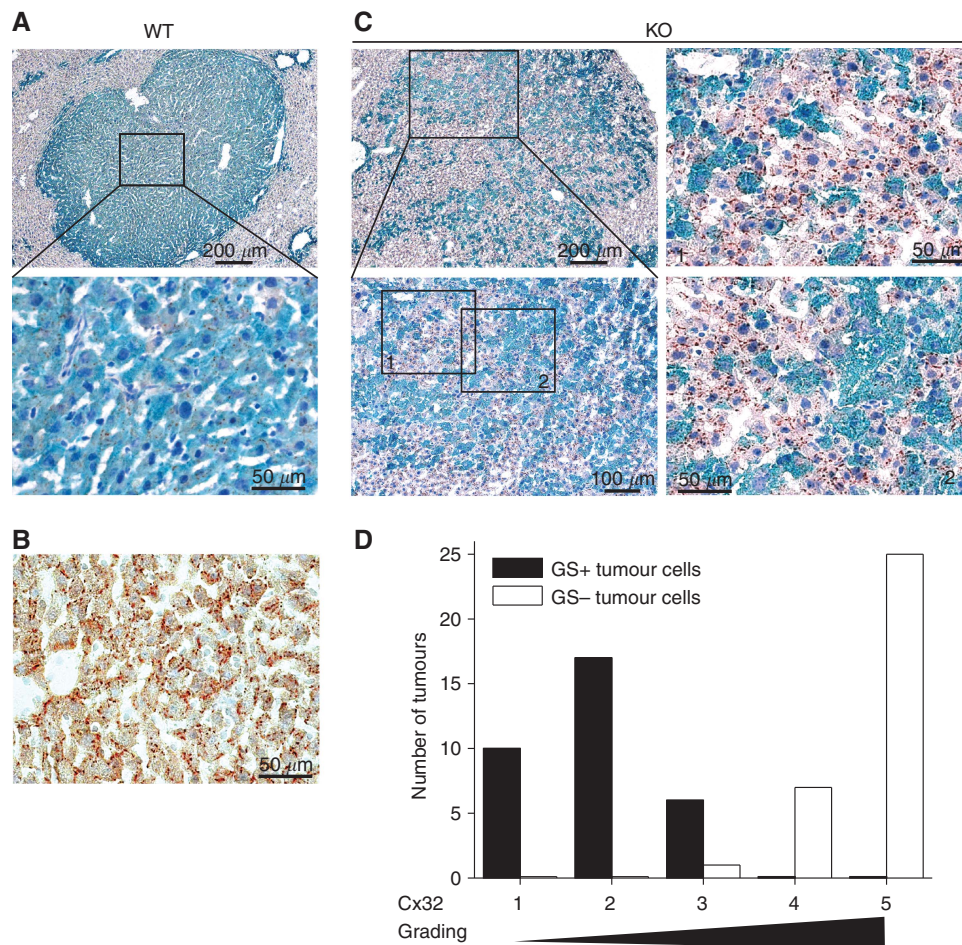 A
WT
200 μm
50 μm
B
50 μm
C
KO
200 μm
1
50 μm
1
2
100 μm
50 μm
2
D
25
20
15
10
5
0
Number of tumours
GS+ tumour cells
GS– tumour cells
Cx32 1 2 3 4 5
Grading